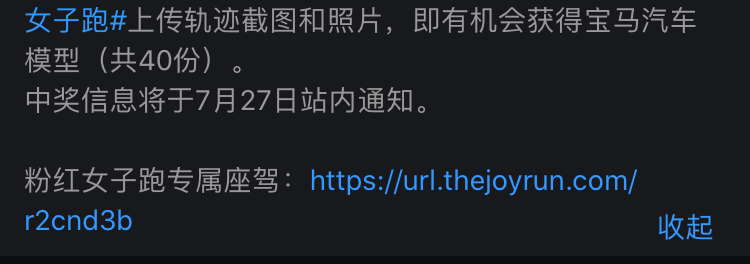 女子跑#上传轨迹截图和照片，即有机会获得宝马汽车
模型（共40份）。
中奖信息将于7月27日站内通知。
粉红女子跑专属座驾：https://url.thejoyrun.com/
r2cnd3b
收起